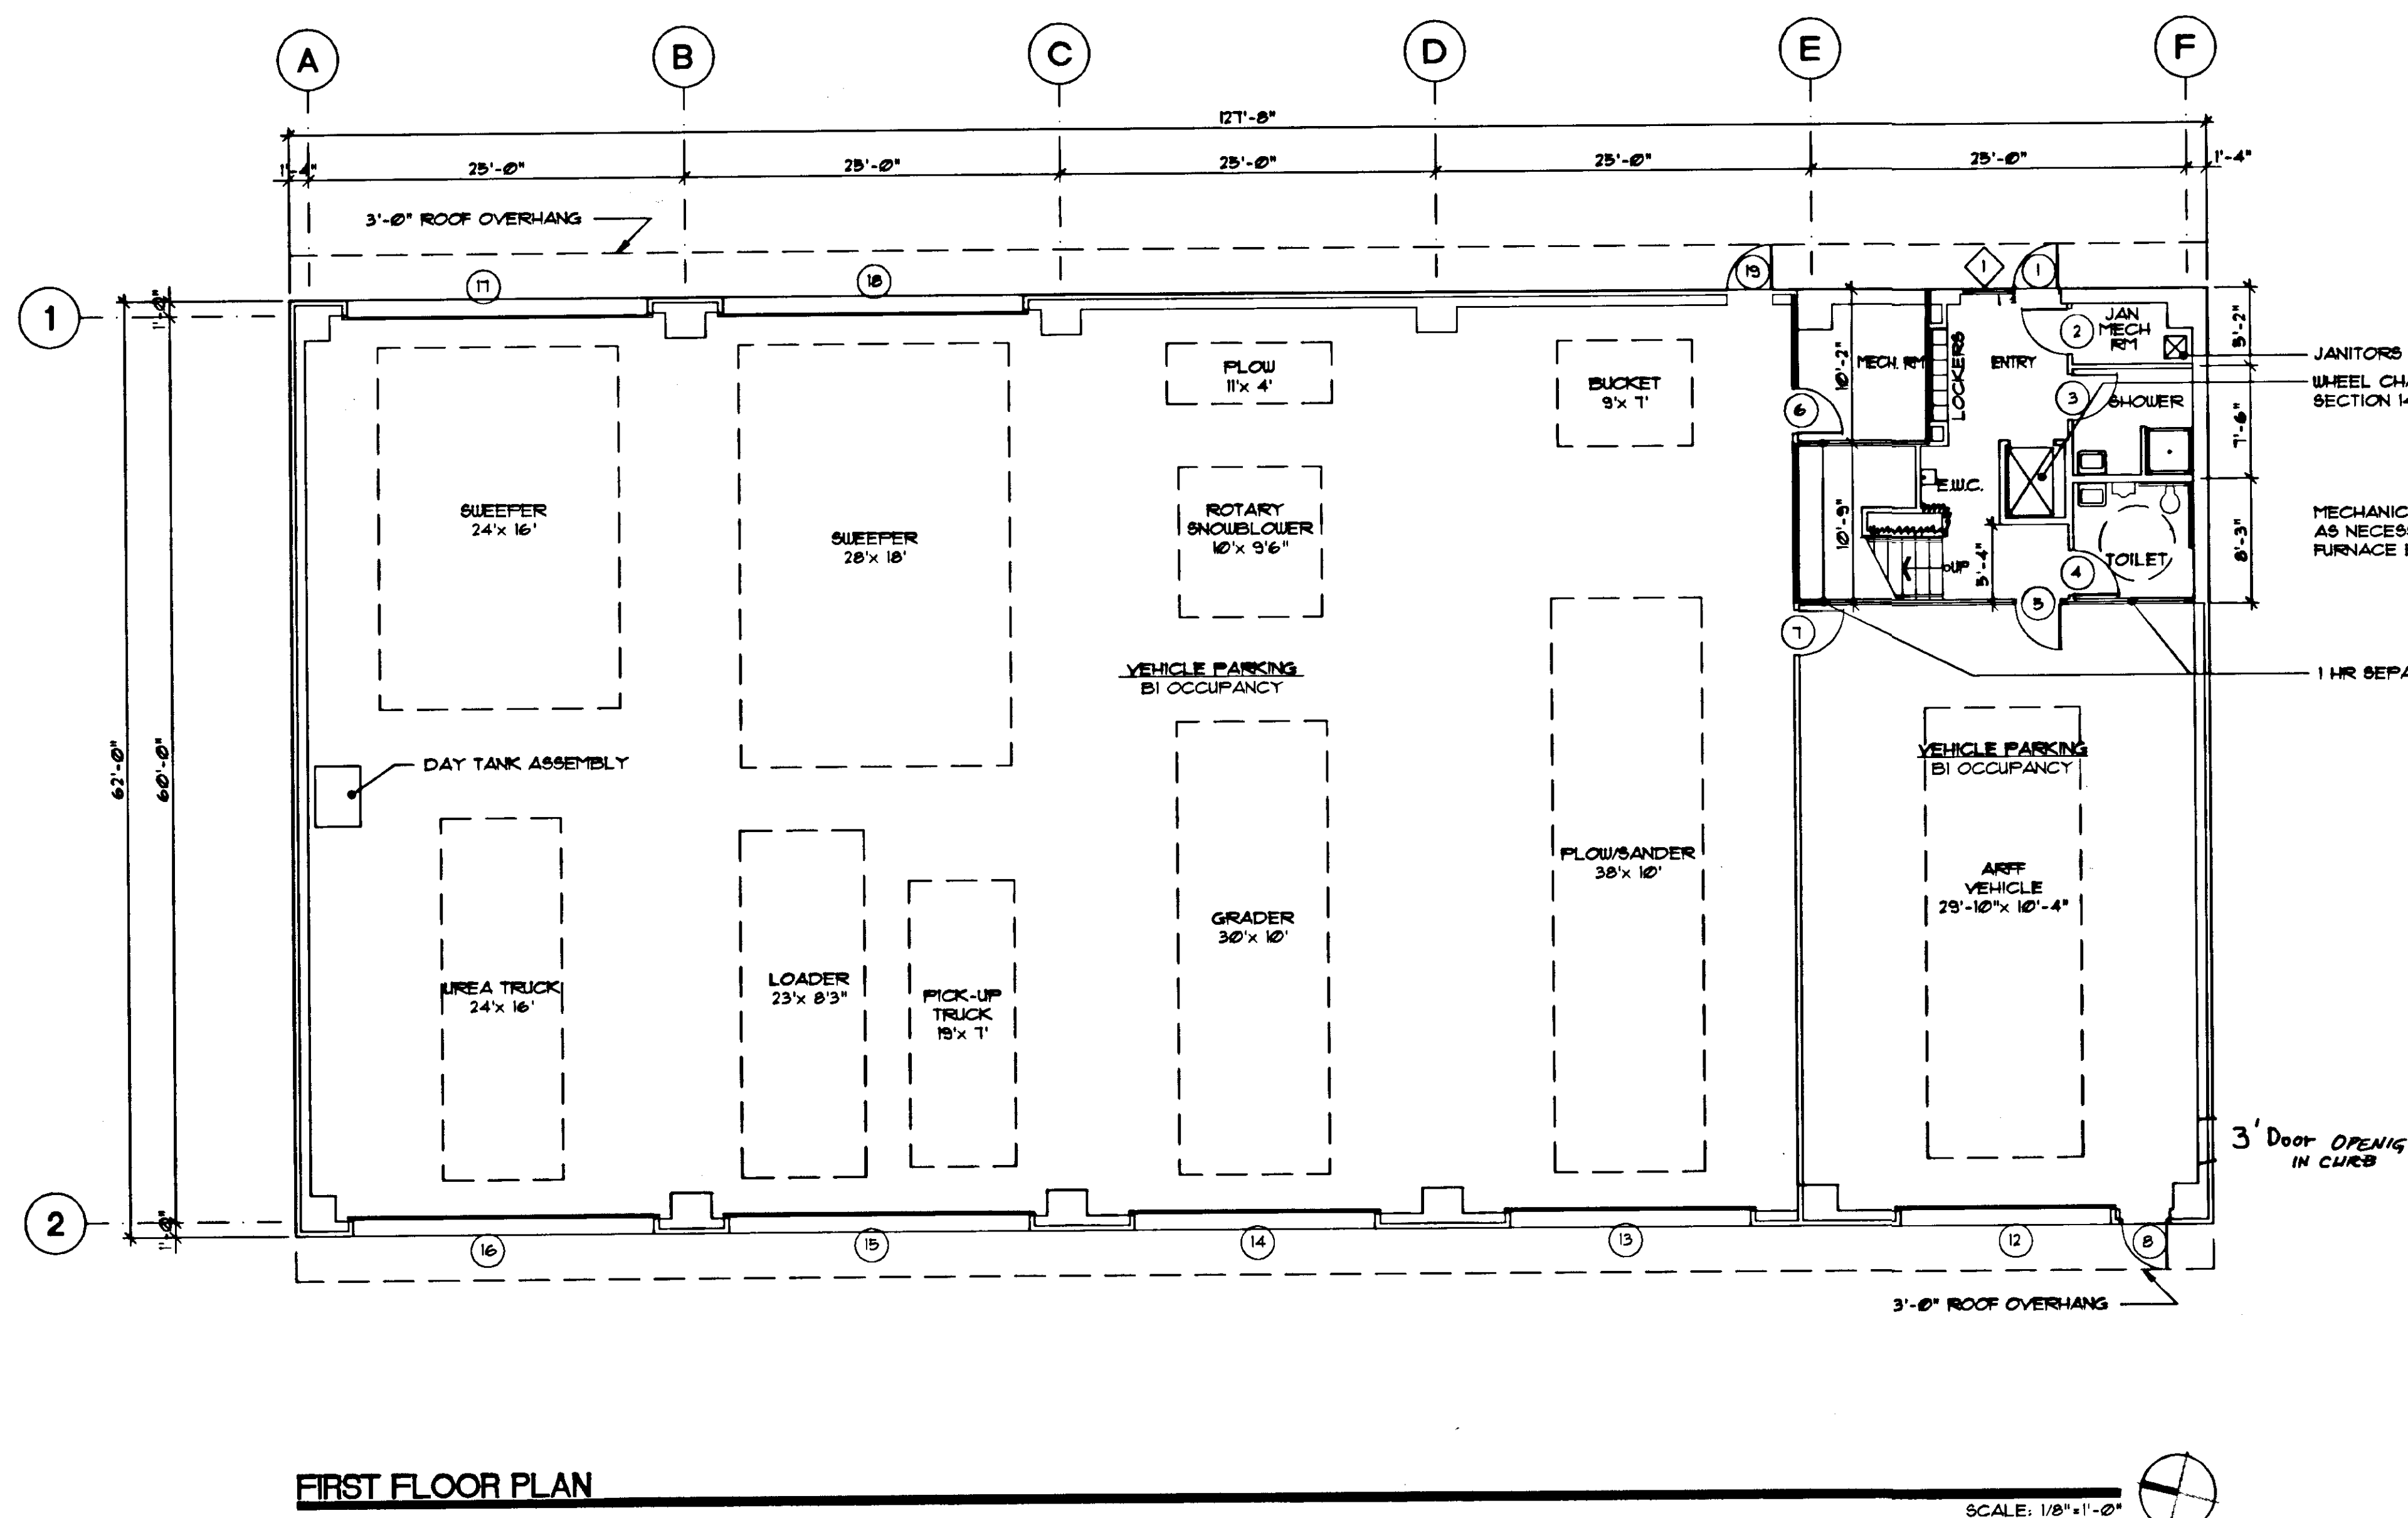 A B C D E F
127'-8"
1'-4" 25'-0" 25'-0" 25'-0" 25'-0" 25'-0" 1'-4"
3'-0" ROOF OVERHANG
17 18 19 1 1
1
1'-0"
2
JAN
MECH
RM
5'-2"
JANITORS
WHEEL CHA
SECTION 14
PLOW
11'x 4'
BUCKET
9'x 7'
10'-2"
MECH. RM
LOCKERS
ENTRY
6
3
SHOWER
7'-6"
SWEEPER
24'x 16'
SWEEPER
28'x 18'
ROTARY
SNOWBLOWER
10'x 9'6"
10'-9"
E.W.C.
UP
5'-4"
4
TOILET
8'-3"
MECHANIC
AS NECESS
FURNACE
5
7
VEHICLE PARKING
B1 OCCUPANCY
1 HR SEPA
62'-0"
60'-0"
DAY TANK ASSEMBLY
VEHICLE PARKING
B1 OCCUPANCY
PLOW/SANDER
38'x 10'
ARFF
VEHICLE
29'-10"x 10'-4"
GRADER
30'x 10'
UREA TRUCK
24'x 16'
LOADER
23'x 8'3"
PICK-UP
TRUCK
19'x 7'
3' Door OPENIG
IN CURB
2
1'-0"
16 15 14 13 12 8
3'-0" ROOF OVERHANG
FIRST FLOOR PLAN
SCALE: 1/8"=1'-0"